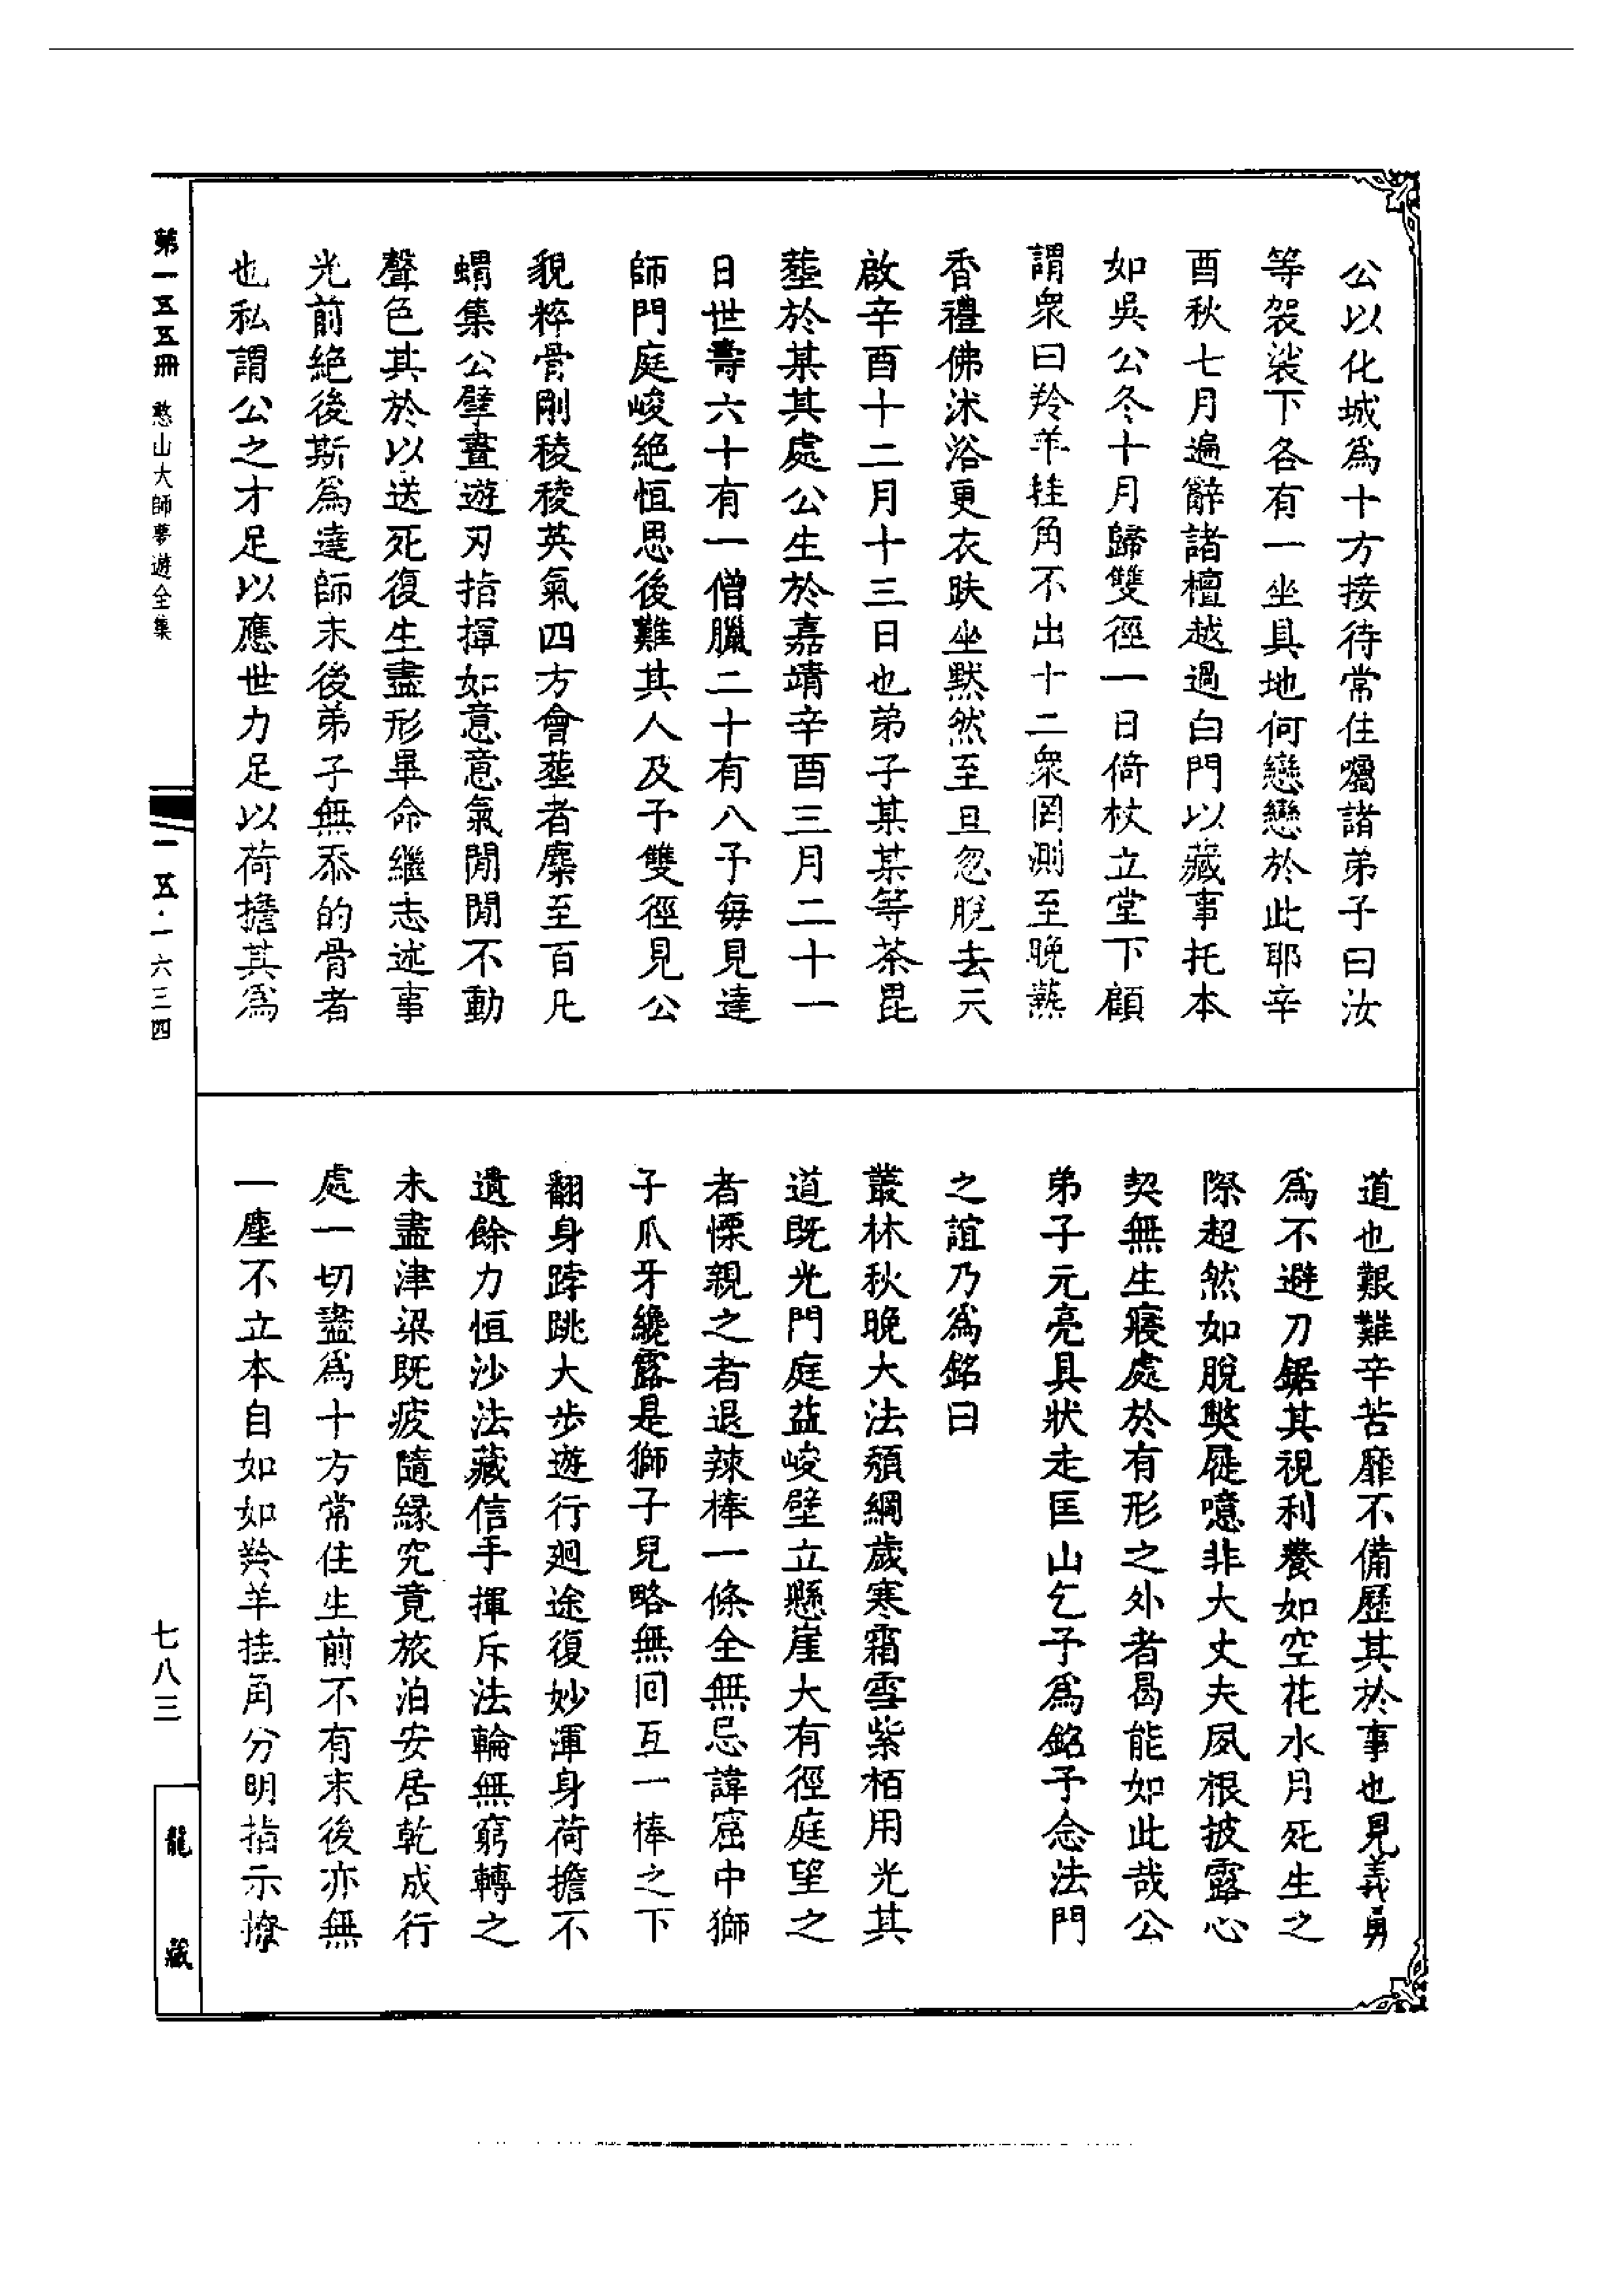 公以化城爲十方接待常住囑諸弟子曰汝
等袈裟下各有一坐具地何戀戀於此耶辛
酉秋七月遍辭諸檀越過白門以藏事托本
如吳公冬十月歸雙徑一日倚杖立堂下顧
謂衆曰羚羊挂角不出十二衆罔測至晚爇
香禮佛沐浴更衣趺坐黙然至旦忽脫去天
啟辛酉十二月十三日也弟子某某等茶毘
塟於某其處公生於嘉靖辛酉三月二十一
日世壽六十有一僧臘二十有八予每見達
師門庭峻絶恒思後難其人及予雙徑見公
貌粹骨剛稜稜英氣四方會塟者麇至百凡
蝟集公擘畫遊刃指揮如意意氣閒閒不動
聲色其於以送死復生盡形畢命繼志述事
光前絶後斯爲達師末後弟子無忝的骨者
也私謂公之才足以應世力足以荷擔其爲
道也艱難辛苦靡不備歷其於事也見義勇
爲不避刀鋸其視利養如空花水月死生之
際超然如脫獘屣噫非大丈夫夙根披露心
契無生寢處於有形之外者曷能如此哉公
弟子元亮具狀走匡山乞予爲銘予念法門
之誼乃爲銘曰
叢林秋晚大法頹綱歲寒霜雪紫栢用光其
道既光門庭益峻壁立懸崖大有徑庭望之
者慄親之者退辣棒一條全無忌諱窟中獅
子爪牙纔露是獅子兒略無回互一棒之下
翻身踍跳大步遊行廻途復妙渾身荷擔不
遺餘力恒沙法藏信手揮斥法輪無窮轉之
未盡津梁既疲隨緣究竟旅泊安居乾成行
處一切盡爲十方常住生前不有末後亦無
一塵不立本自如如羚羊挂角分明指示撩
第一五五冊 憨山大師夢遊全集
一五五·一六三四
七八三
龍藏